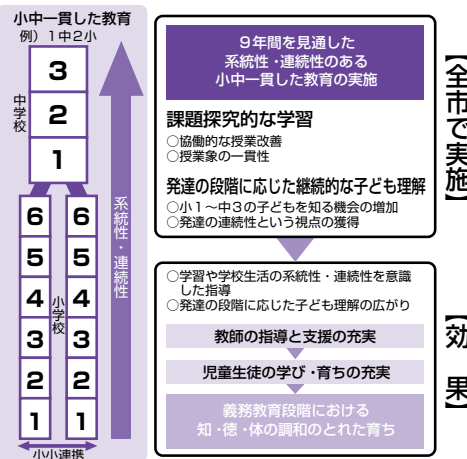 小中一貫した教育
例）1中2小
中学校
3
2
1
6 6
5 5
4 4
3 3
2 2
1 1
小学校
小小連携
系統性・連続性
9年間を見通した
系統性・連続性のある
小中一貫した教育の実施
課題探究的な学習
○協働的な授業改善
○授業象の一貫性
発達の段階に応じた継続的な子ども理解
○小1～中3の子どもを知る機会の増加
○発達の連続性という視点の獲得
【全市で実施】
○学習や学校生活の系統性・連続性を意識
した指導
○発達の段階に応じた子ども理解の広がり
教師の指導と支援の充実
児童生徒の学び・育ちの充実
義務教育段階における
知・徳・体の調和のとれた育ち
【効果】